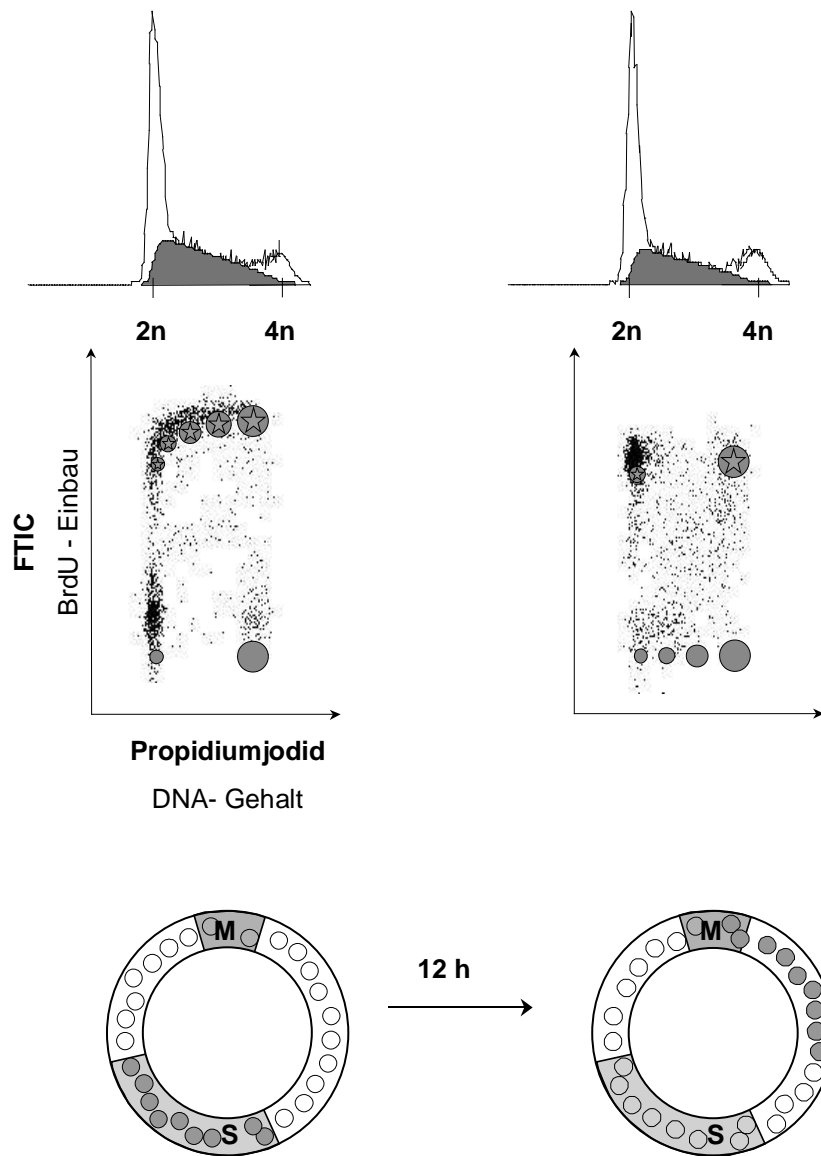 2n 4n
2n 4n
FTIC
BrdU - Einbau
Propidiumjodid
DNA- Gehalt
M
12 h
M
S
S